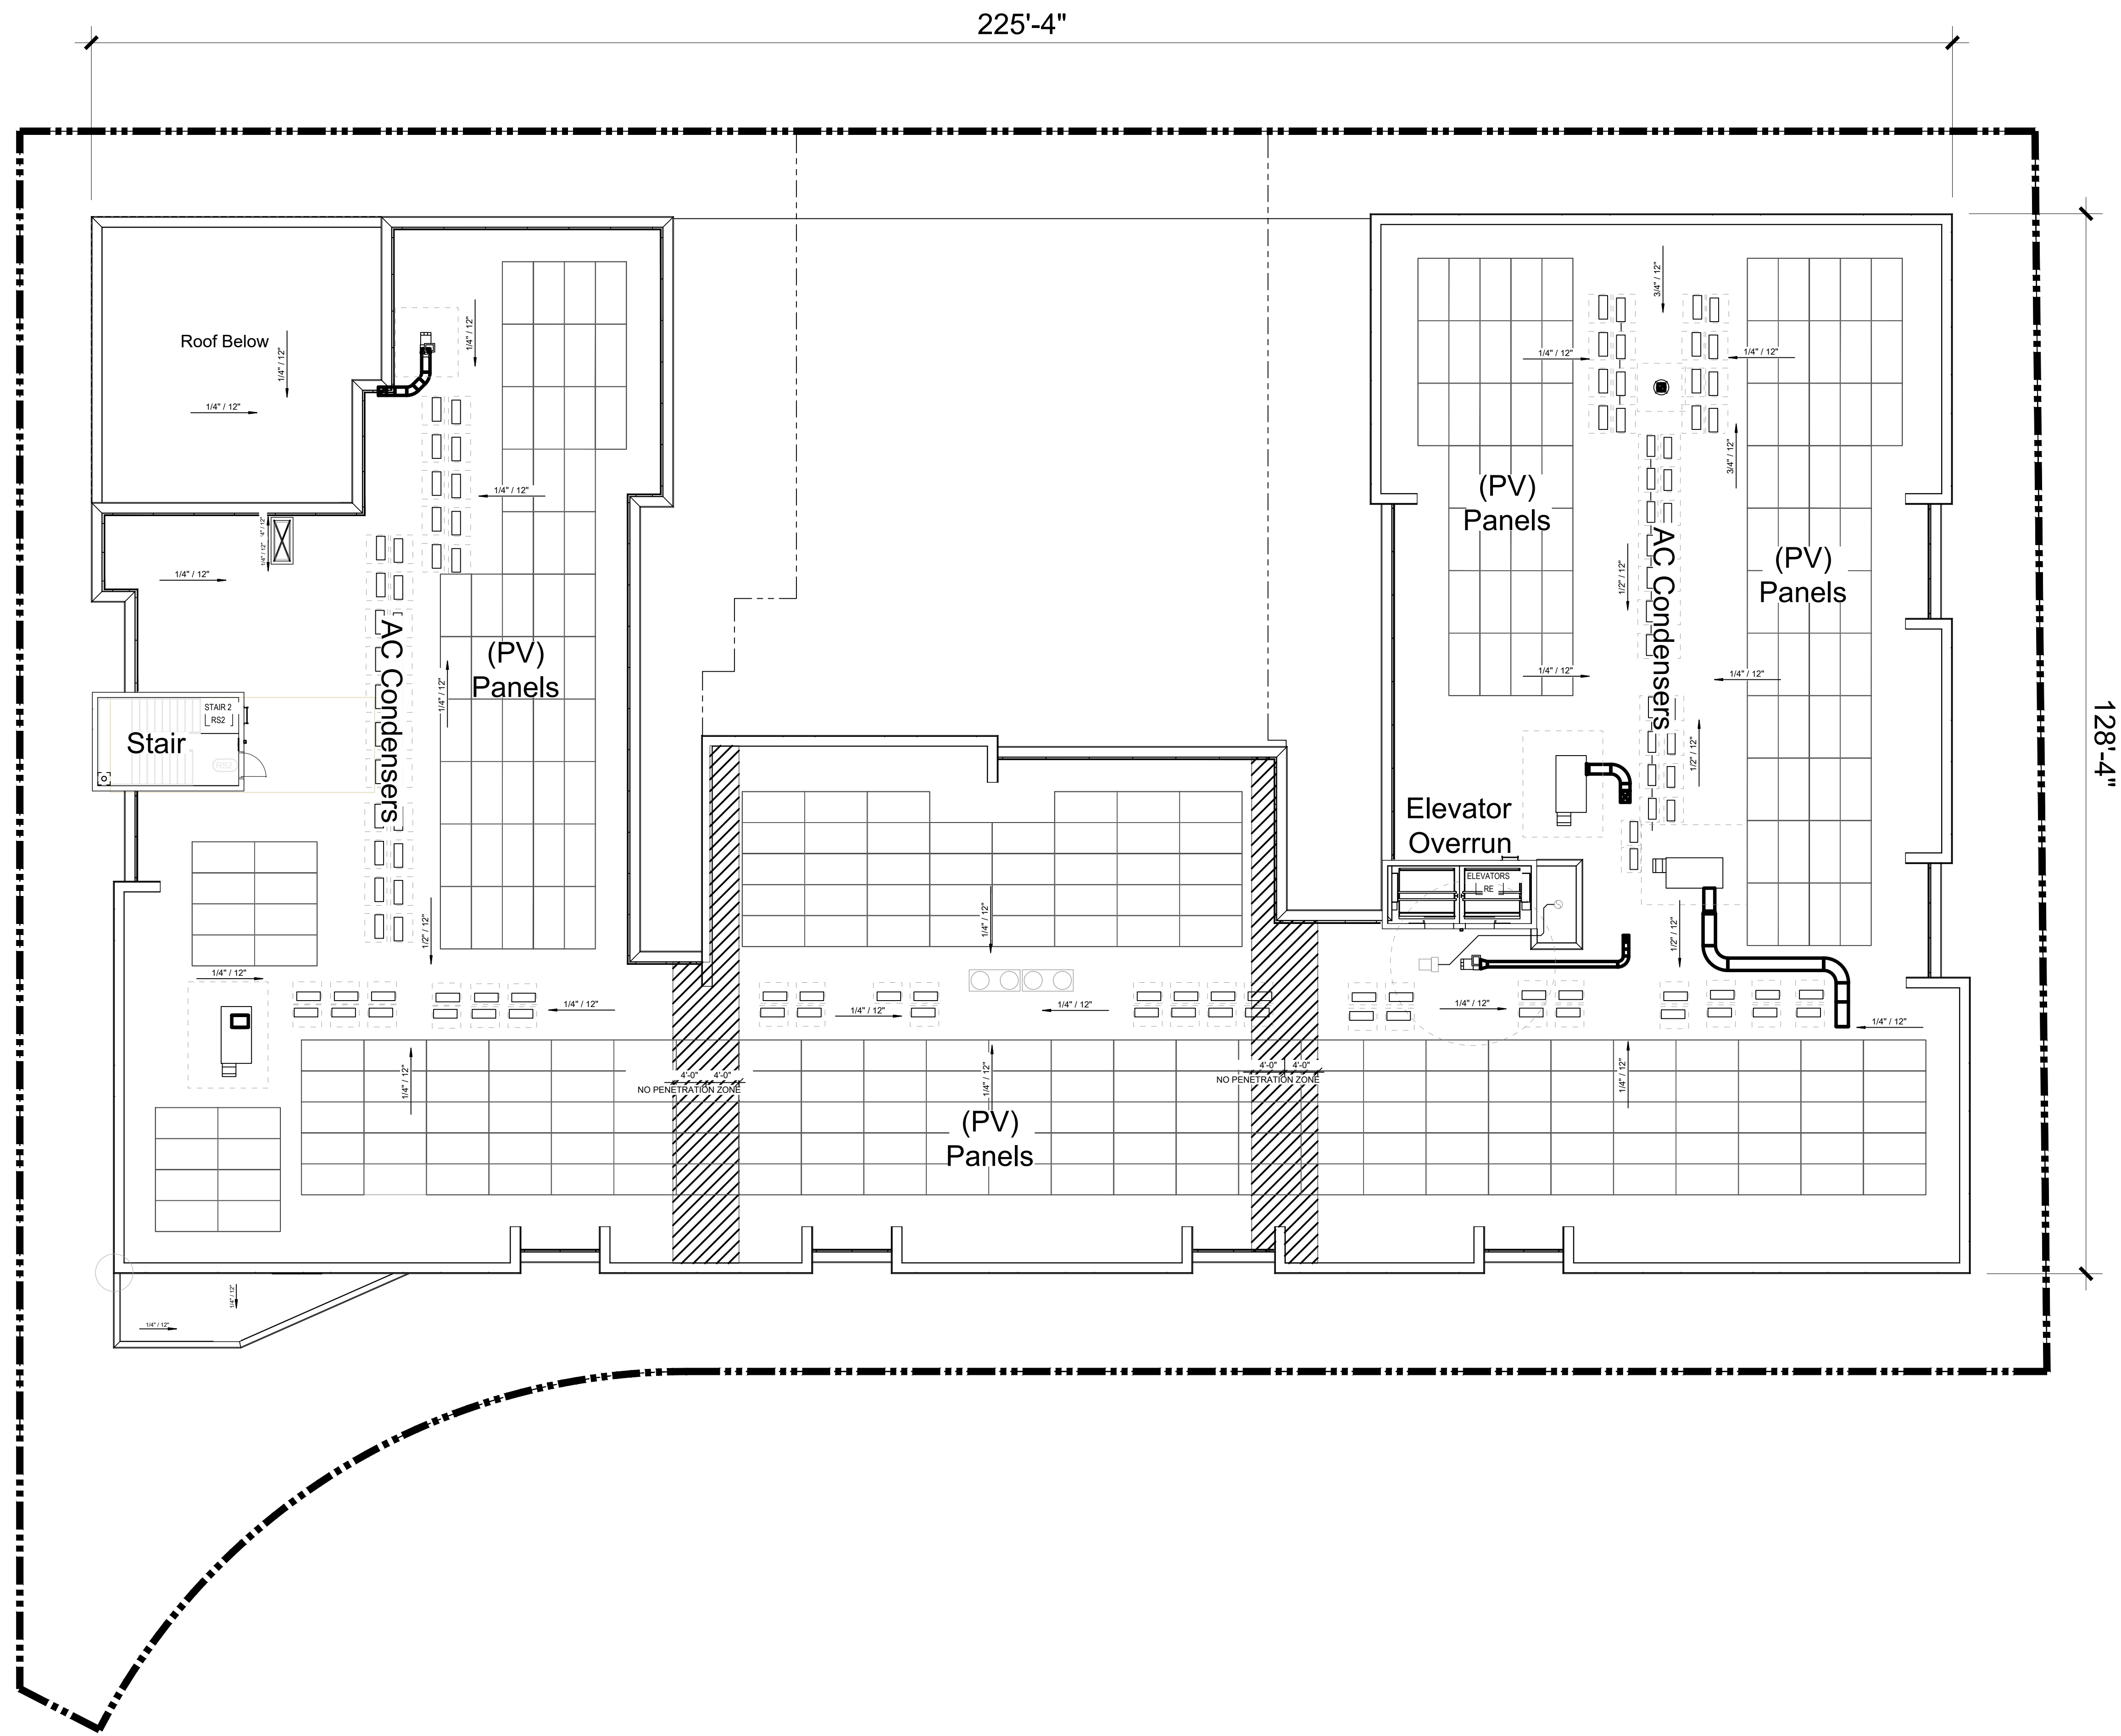 225'-4"
128'-4"
Roof Below
1/4" / 12"
1/4" / 12"
1/4" / 12"
1/4" / 12"
1/4" / 12"
1/4" / 12"
(PV)
Panels
AC Condensers
1/4" / 12"
STAIR 2
RS2
Stair
RS2
1/2" / 12"
1/4" / 12"
3/4" / 12"
1/4" / 12"
1/4" / 12"
3/4" / 12"
(PV)
Panels
AC Condensers
(PV)
Panels
1/2" / 12"
1/4" / 12"
1/4" / 12"
1/2" / 12"
Elevator
Overrun
ELEVATORS
RE
1/4" / 12"
1/2" / 12"
1/4" / 12"
1/4" / 12"
1/4" / 12"
1/4" / 12"
1/4" / 12"
1/4" / 12"
4'-0" 4'-0"
NO PENETRATION ZONE
1/4" / 12"
4'-0" 4'-0"
NO PENETRATION ZONE
1/4" / 12"
(PV)
Panels
1/4" / 12"
1/4" / 12"